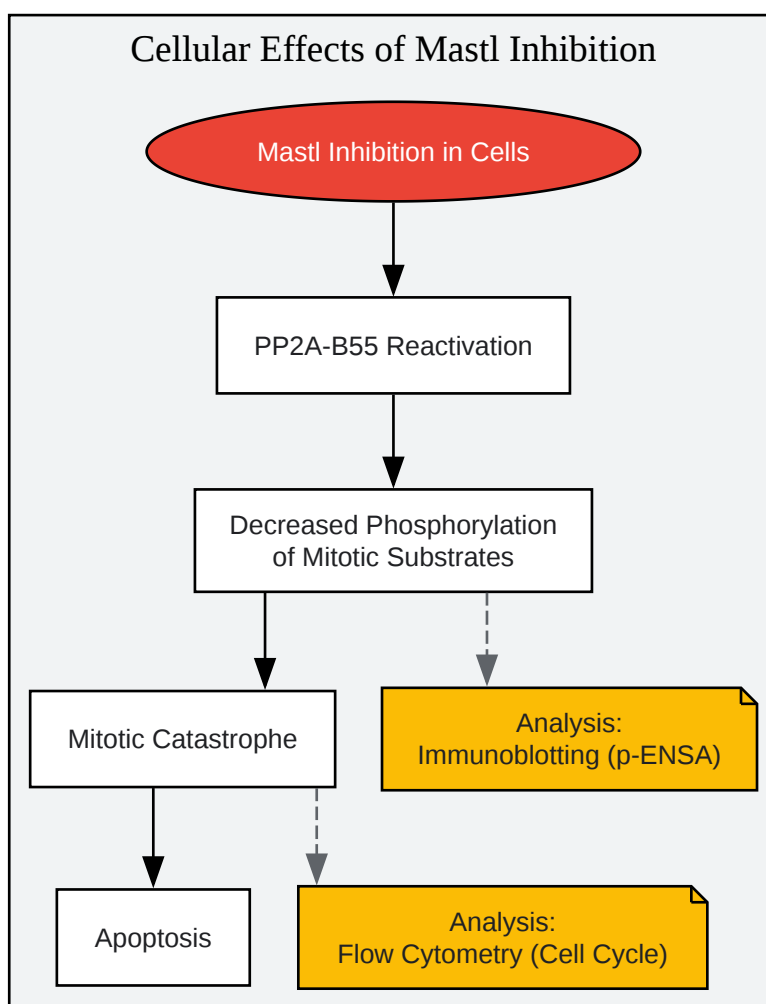 Cellular Effects of Mastl Inhibition
Mastl Inhibition in Cells
PP2A-B55 Reactivation
Decreased Phosphorylation
of Mitotic Substrates
Mitotic Catastrophe
Analysis:
Immunoblotting (p-ENSA)
Apoptosis
Analysis:
Flow Cytometry (Cell Cycle)